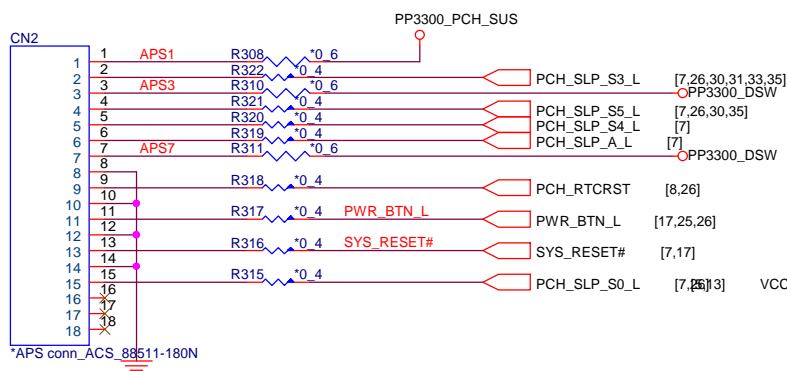 PP3300_PCH_SUS
CN2
1 1 APS1 R308 *0_6
2 2 R322 *0_4 PCH_SLP_S3_L [7,26,30,31,33,35]
3 3 APS3 R310 *0_6 PP3300_DSW
4 4 R321 *0_4 PCH_SLP_S5_L [7,26,30,35]
5 5 R320 *0_4 PCH_SLP_S4_L [7]
6 6 R319 *0_4 PCH_SLP_A_L [7]
7 7 APS7 R311 *0_6 PP3300_DSW
8 8
9 9 R318 *0_4 PCH_RTCRST [8,26]
10 10
11 11 R317 *0_4 PWR_BTN_L PWR_BTN_L [17,25,26]
12 12
13 13 R316 *0_4 SYS_RESET# SYS_RESET# [7,17]
14 14
15 15 R315 *0_4 PCH_SLP_S0_L VCC
16 16
17 17
18 18
*APS conn_ACS_88511-180N